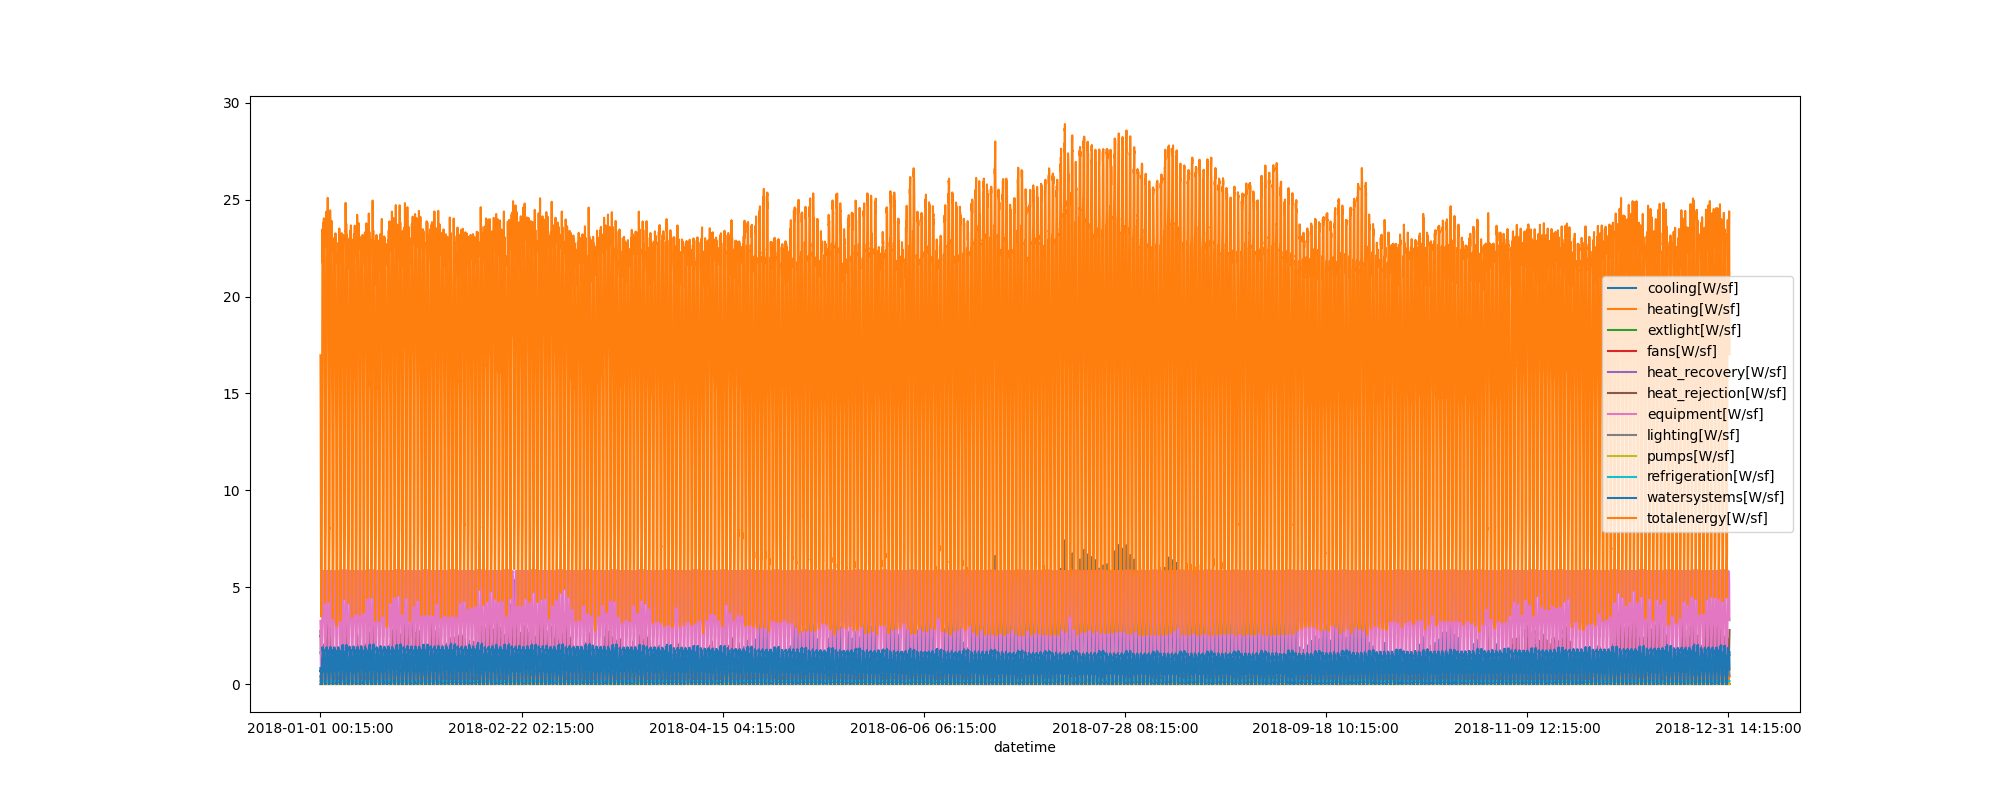 30
25
20
15
10
5
0
cooling[W/sf]
heating[W/sf]
extlight[W/sf]
fans[W/sf]
heat_recovery[W/sf]
heat_rejection[W/sf]
equipment[W/sf]
lighting[W/sf]
pumps[W/sf]
refrigeration[W/sf]
watersystems[W/sf]
totalenergy[W/sf]
2018-01-01 00:15:00 2018-02-22 02:15:00 2018-04-15 04:15:00 2018-06-06 06:15:00 2018-07-28 08:15:00 2018-09-18 10:15:00 2018-11-09 12:15:00 2018-12-31 14:15:00
datetime